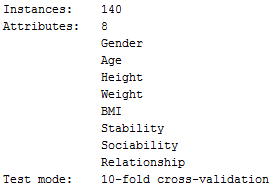 Instances: 140
Attributes: 8
Gender
Age
Height
Weight
BMI
Stability
Sociability
Relationship
Test mode: 10-fold cross-validation